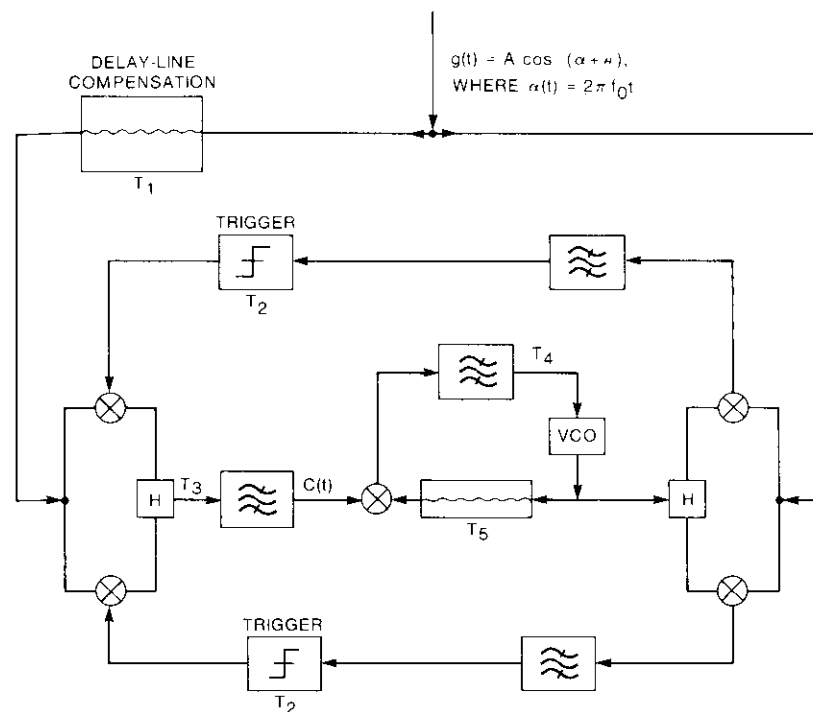 DELAY-LINE
COMPENSATION
T1
g(t) = A cos (α + н),
WHERE α(t) = 2π f0t
TRIGGER
T2
T4
VCO
H
T3
C(t)
T5
H
TRIGGER
T2